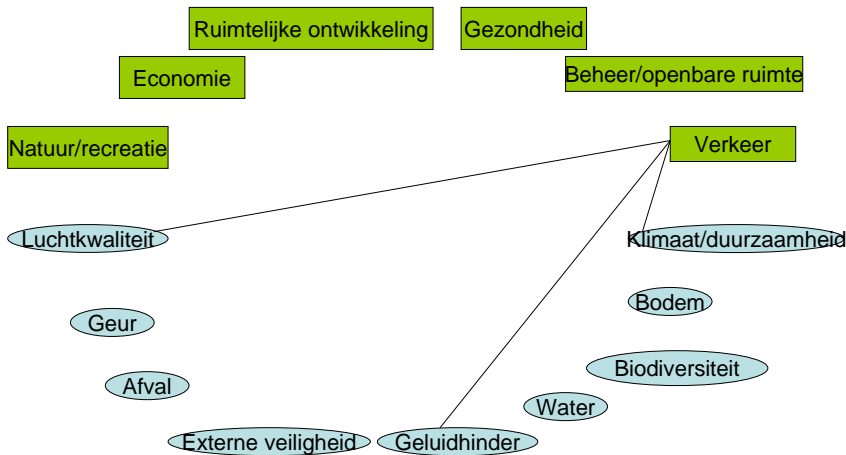 Ruimtelijke ontwikkeling
Gezondheid
Economie
Beheer/openbare ruimte
Natuur/recreatie
Verkeer
Luchtkwaliteit
Klimaat/duurzaamheid
Geur
Bodem
Afval
Biodiversiteit
Water
Externe veiligheid
Geluidhinder